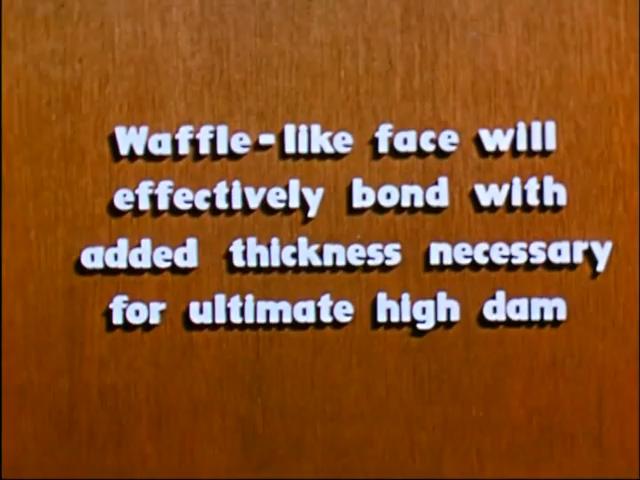 Waffle-like face will
effectively bond with
added thickness necessary
for ultimate high dam